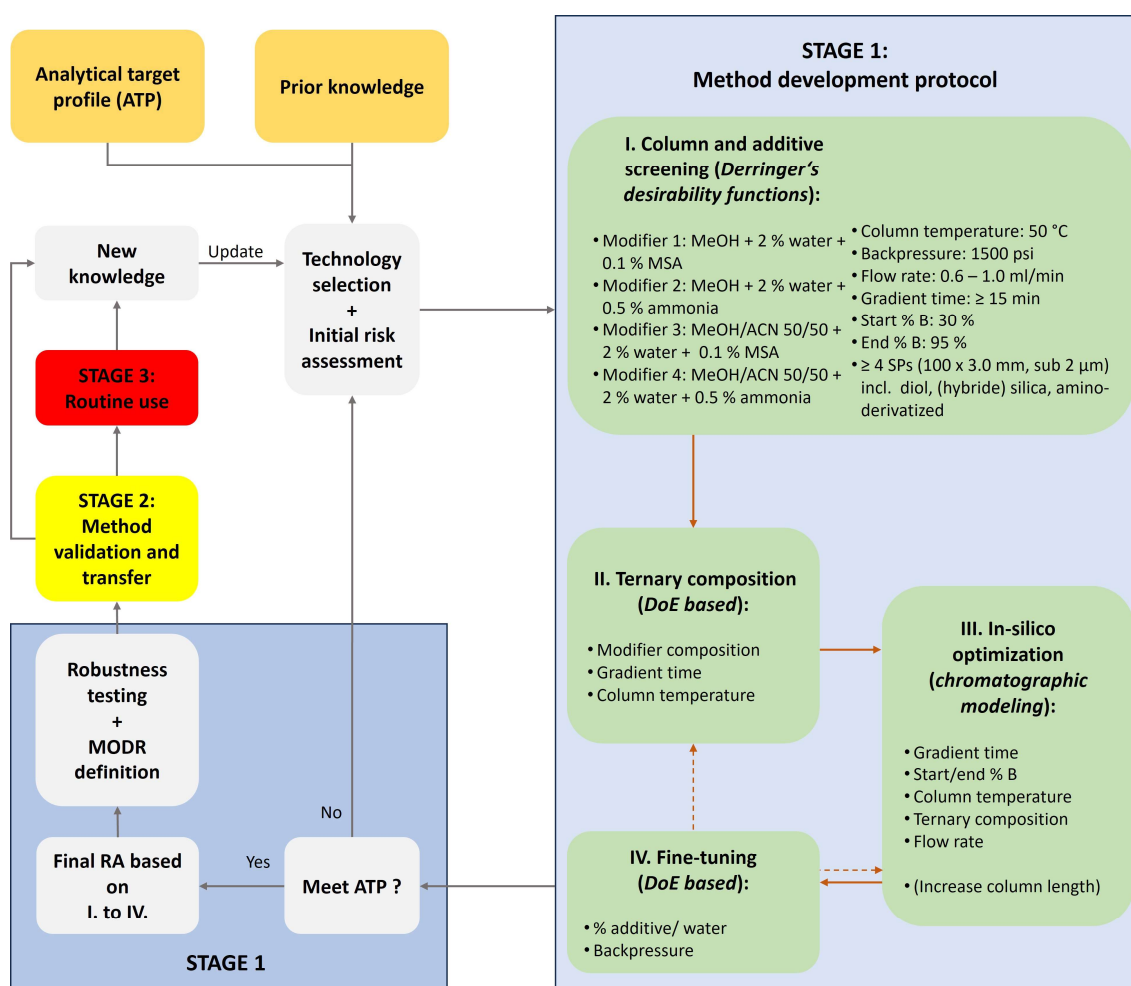 Analytical target
profile (ATP)
Prior knowledge
New
knowledge
Update
Technology
selection
+
Initial risk
assessment
STAGE 3:
Routine use
STAGE 2:
Method
validation and
transfer
Robustness
testing
+
MODR
definition
Final RA based
on
I. to IV.
Yes
No
Meet ATP ?
STAGE 1
STAGE 1:
Method development protocol
I. Column and additive
screening (Derringer‘s
desirability functions):
• Modifier 1: MeOH + 2 % water +
0.1 % MSA
• Modifier 2: MeOH + 2 % water +
0.5 % ammonia
• Modifier 3: MeOH/ACN 50/50 +
2 % water + 0.1 % MSA
• Modifier 4: MeOH/ACN 50/50 +
2 % water + 0.5 % ammonia
• Column temperature: 50 °C
• Backpressure: 1500 psi
• Flow rate: 0.6 – 1.0 ml/min
• Gradient time: ≥ 15 min
• Start % B: 30 %
• End % B: 95 %
• ≥ 4 SPs (100 x 3.0 mm, sub 2 µm)
incl. diol, (hybride) silica, amino-
derivatized
II. Ternary composition
(DoE based):
• Modifier composition
• Gradient time
• Column temperature
III. In-silico
optimization
(chromatographic
modeling):
• Gradient time
• Start/end % B
• Column temperature
• Ternary composition
• Flow rate
• (Increase column length)
IV. Fine-tuning
(DoE based):
• % additive/ water
• Backpressure